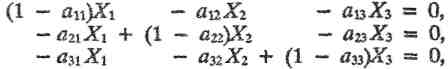 (1 - a₁₁)X₁ - a₁₂X₂ - a₁₃X₃ = 0,
- a₂₁X₁ + (1 - a₂₂)X₂ - a₂₃X₃ = 0,
- a₃₁X₁ - a₃₂X₂ + (1 - a₃₃)X₃ = 0,